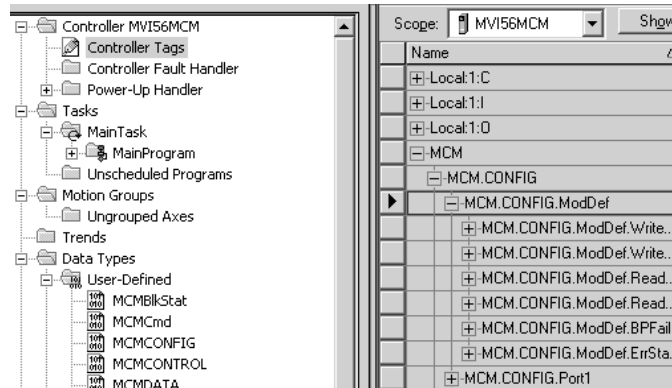 Controller MVI56MCM
Controller Tags
Controller Fault Handler
Power-Up Handler
Tasks
MainTask
MainProgram
Unscheduled Programs
Motion Groups
Ungrouped Axes
Trends
Data Types
User-Defined
MCMBlkStat
MCMCmd
MCMCONFIG
MCMCONTROL
MCMDATA
Scope: MVI56MCM Show
Name
Local:1:C
Local:1:I
Local:1:O
MCM
MCM.CONFIG
MCM.CONFIG.ModDef
MCM.CONFIG.ModDef.Write..
MCM.CONFIG.ModDef.Write..
MCM.CONFIG.ModDef.Read..
MCM.CONFIG.ModDef.Read..
MCM.CONFIG.ModDef.BPFail
MCM.CONFIG.ModDef.ErrSta..
MCM.CONFIG.Port1